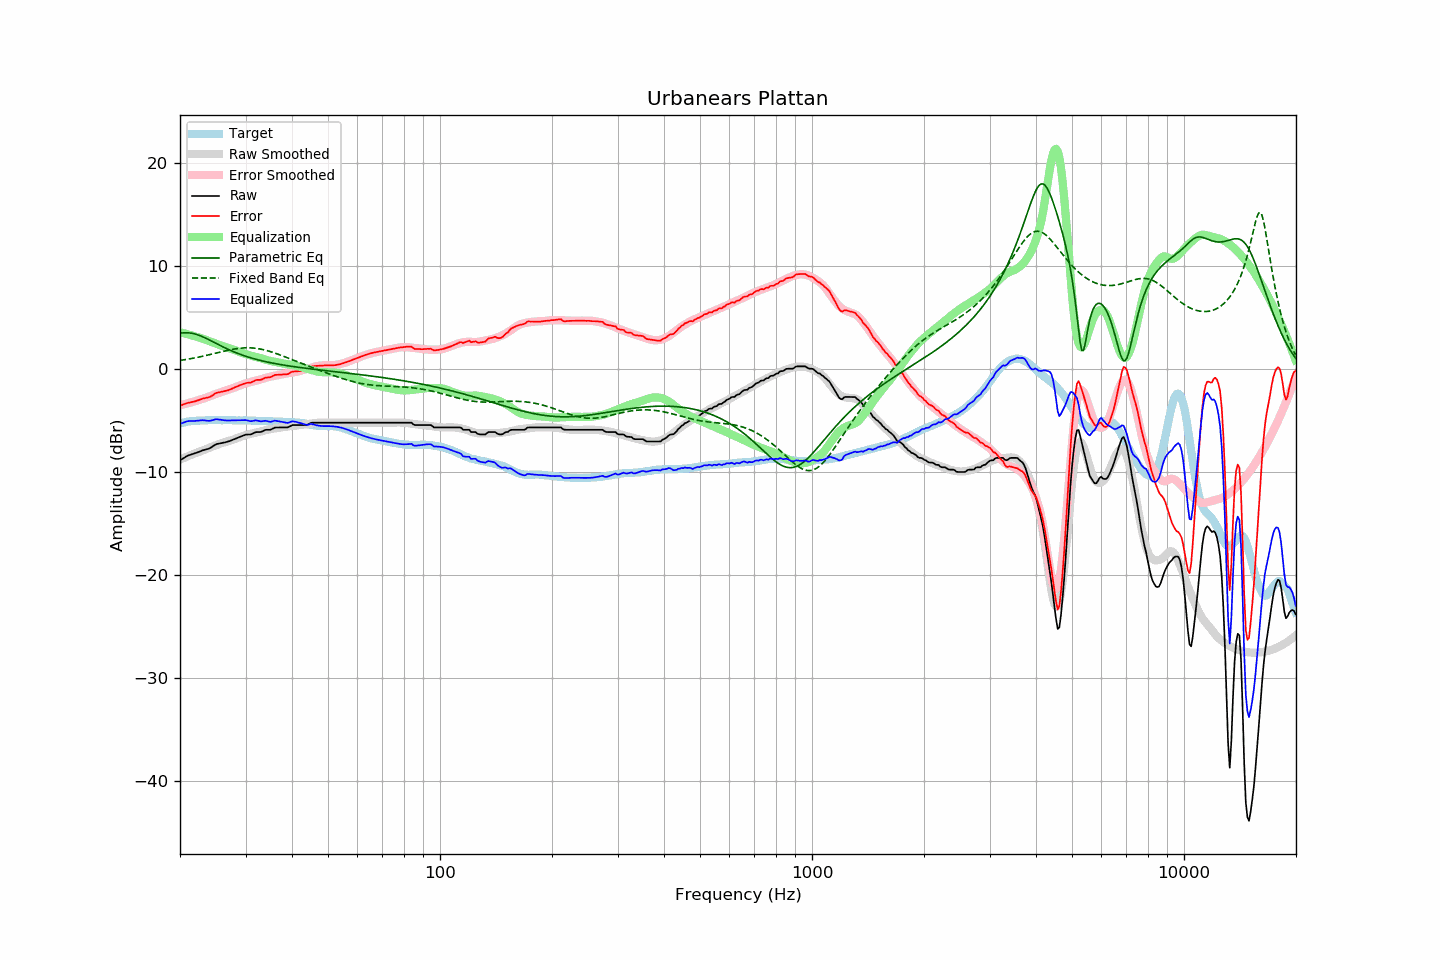 Urbanears Plattan
Target
Raw Smoothed
Error Smoothed
Raw
Error
Equalization
Parametric Eq
Fixed Band Eq
Equalized
20
10
0
−10
−20
−30
−40
Amplitude (dBr)
100
1000
10000
Frequency (Hz)